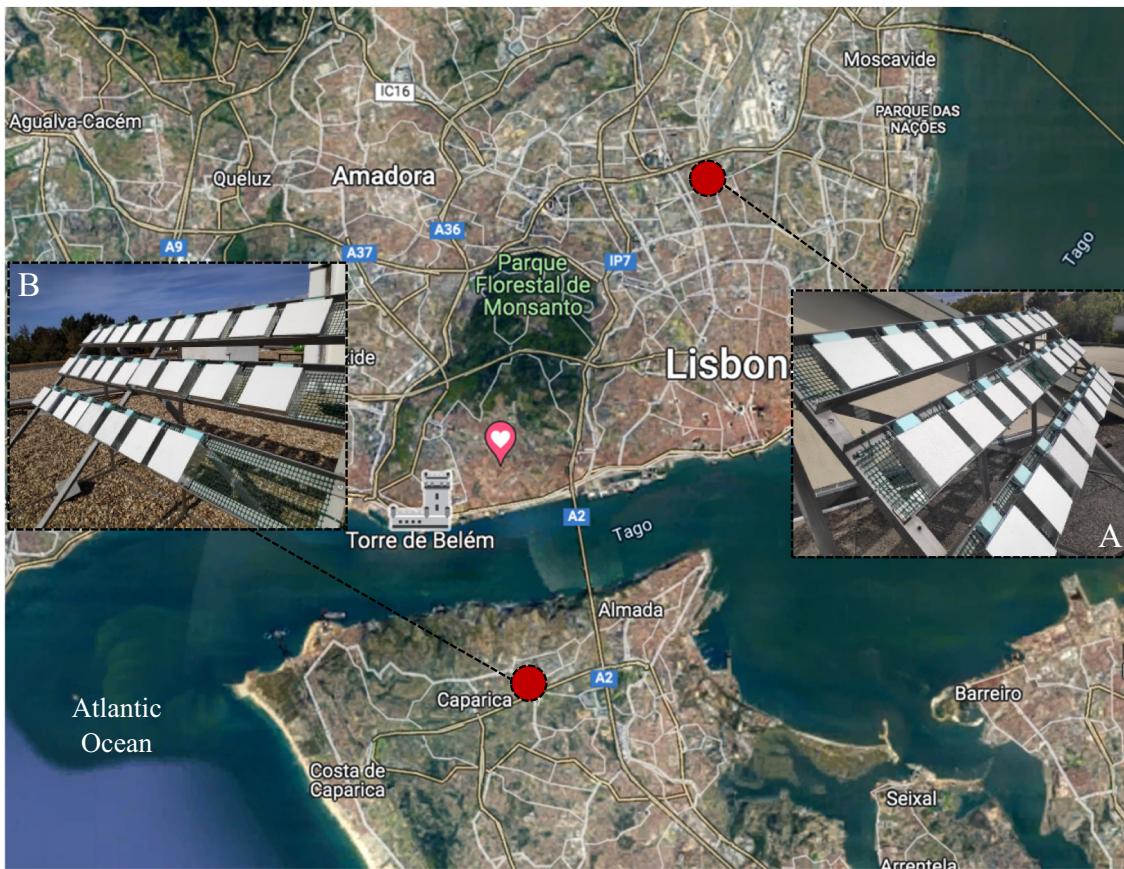 Moscavide
IC16
PARQUE DAS
NAÇÕES
Agualva-Cacém
Queluz
Amadora
A36
A9
A37
IP7
Tago
Parque
Florestal de
Monsanto
B
ide
Lisbon
A
Torre de Belém
A2
Tago
Almada
A2
Caparica
Barreiro
Atlantic
Ocean
Costa de
Caparica
Seixal
Arrentela